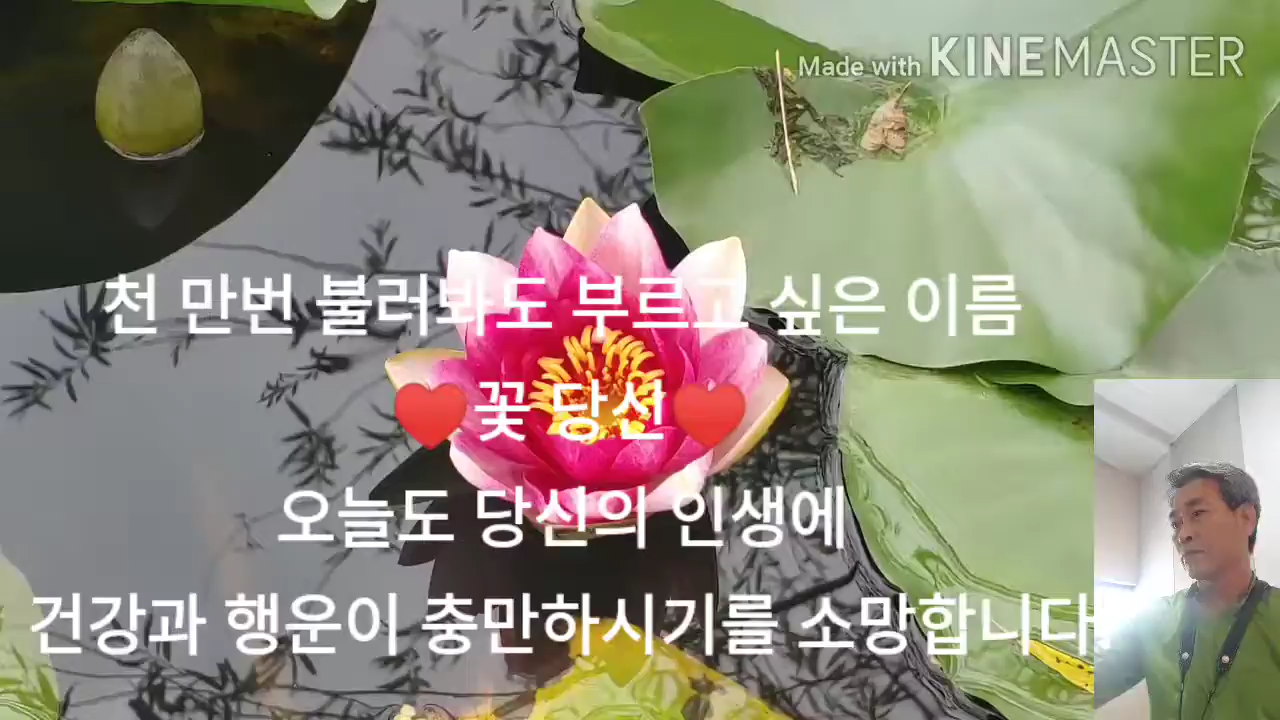 Made with KINEMASTER
천 만번 불러봐도 부르고 싶은 이름
♥꽃 당선♥
오늘도 당신의 인생에
건강과 행운이 충만하시기를 소망합니다.